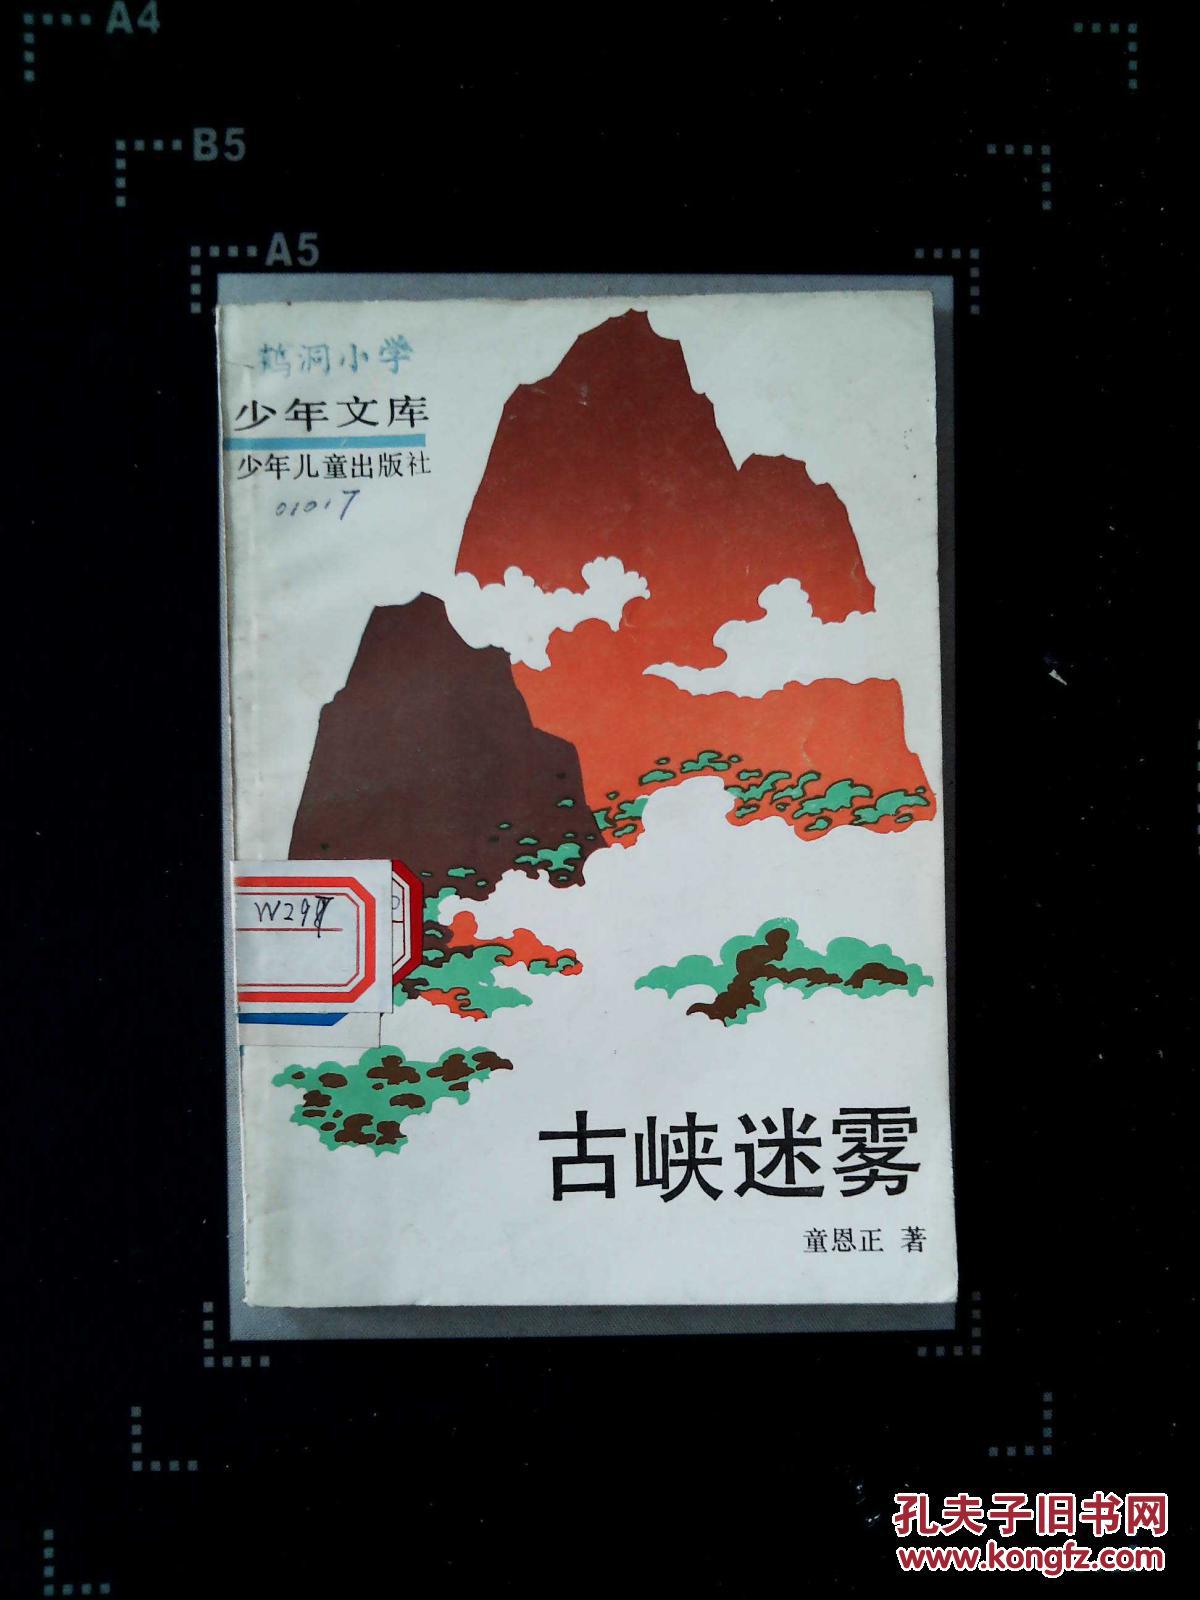 A4
B5
A5
鹤洞小学
少年文库
少年儿童出版社
01017
W298
古峡迷雾
童恩正 著
孔夫子旧书网
www.kongfz.com